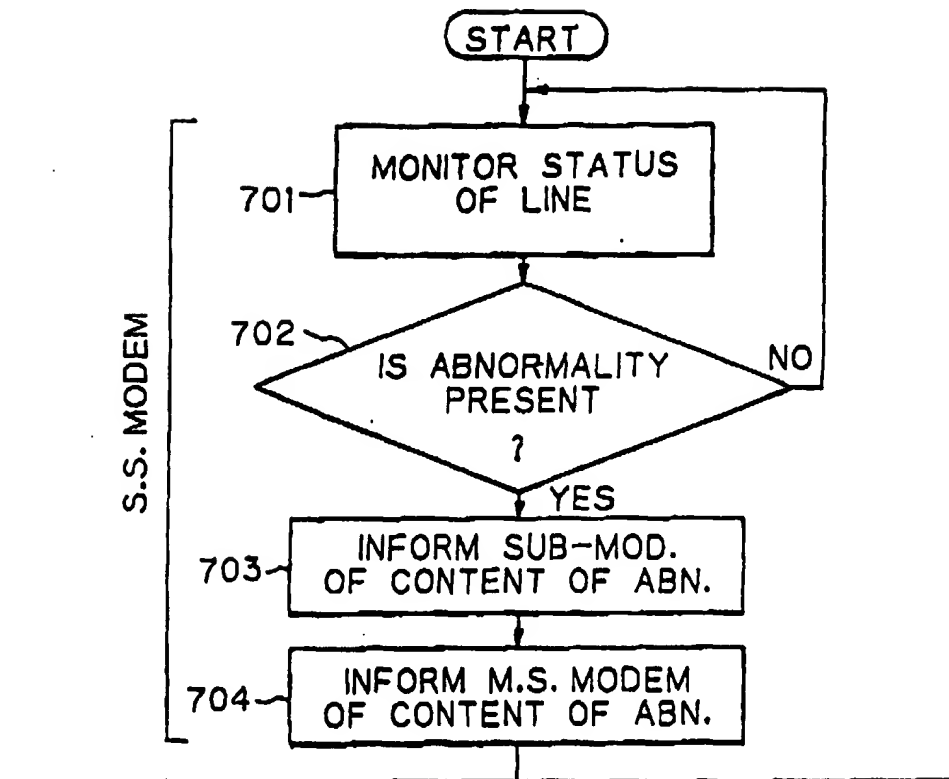 START
MONITOR STATUS
OF LINE
701
702
IS ABNORMALITY
PRESENT
?
NO
YES
S.S. MODEM
703
INFORM SUB-MOD.
OF CONTENT OF ABN.
704
INFORM M.S. MODEM
OF CONTENT OF ABN.